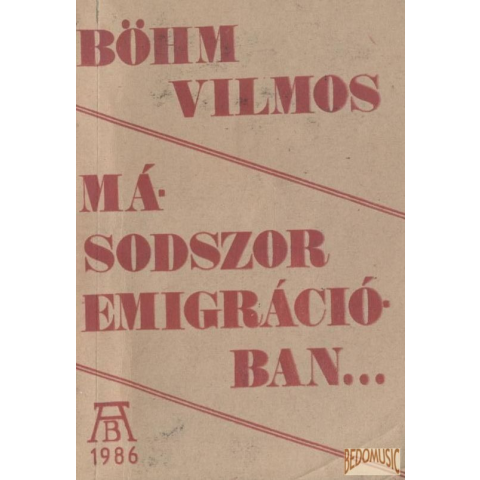 BÖHM
VILMOS
MÁ-
SODSZOR
EMIGRÁCIÓ-
BAN...
AB
1986
BEDOMUSIC